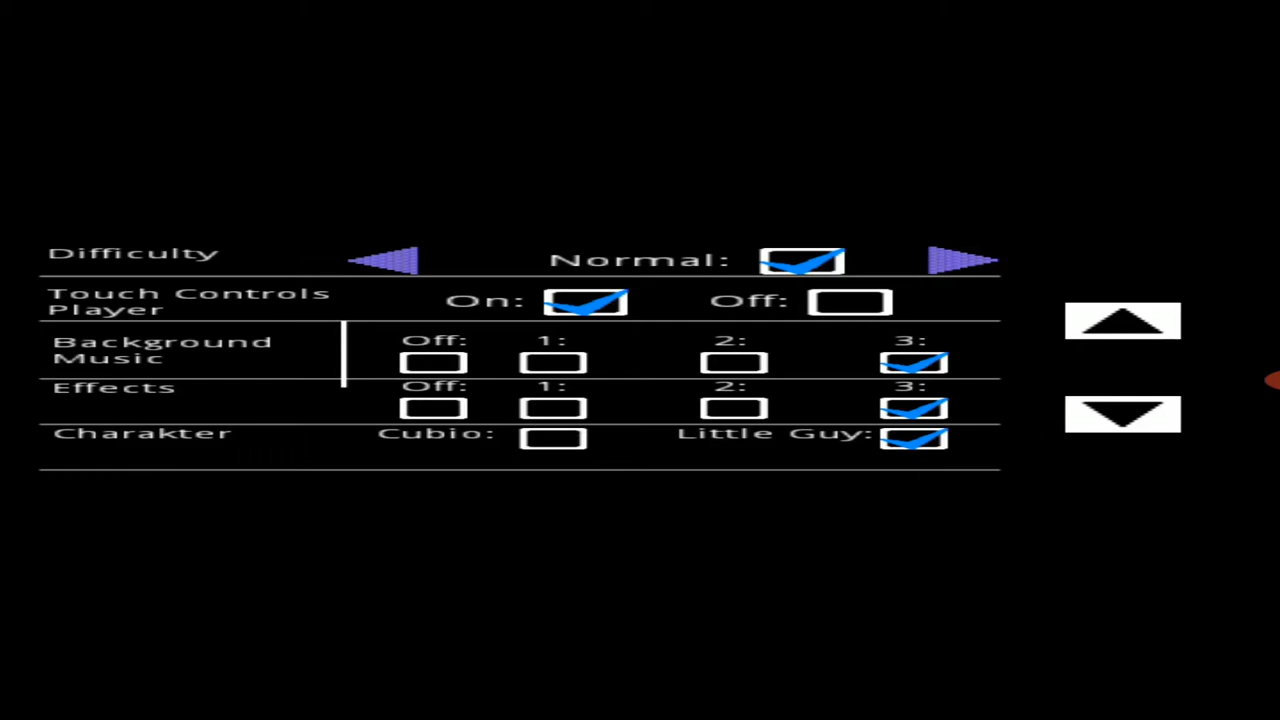 Difficulty Normal:
Touch Controls
Player On: Off:
Background
Music Off: 1: 2: 3:
Effects Off: 1: 2: 3:
Charakter Cubio: Little Guy: